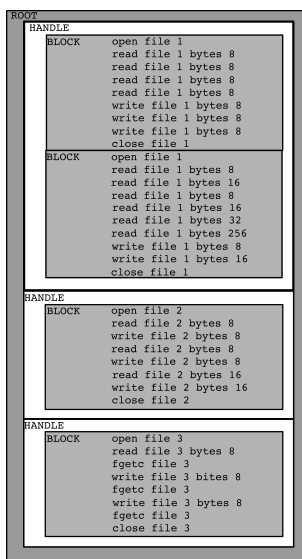 ROOT
HANDLE
BLOCK open file 1
read file 1 bytes 8
read file 1 bytes 8
read file 1 bytes 8
read file 1 bytes 8
write file 1 bytes 8
write file 1 bytes 8
write file 1 bytes 8
close file 1
BLOCK open file 1
read file 1 bytes 8
read file 1 bytes 16
read file 1 bytes 8
read file 1 bytes 16
read file 1 bytes 32
read file 1 bytes 256
write file 1 bytes 8
write file 1 bytes 16
close file 1
HANDLE
BLOCK open file 2
read file 2 bytes 8
write file 2 bytes 8
read file 2 bytes 8
write file 2 bytes 8
read file 2 bytes 16
write file 2 bytes 16
close file 2
HANDLE
BLOCK open file 3
read file 3 bytes 8
fgetc file 3
write file 3 bites 8
fgetc file 3
write file 3 bytes 8
fgetc file 3
close file 3